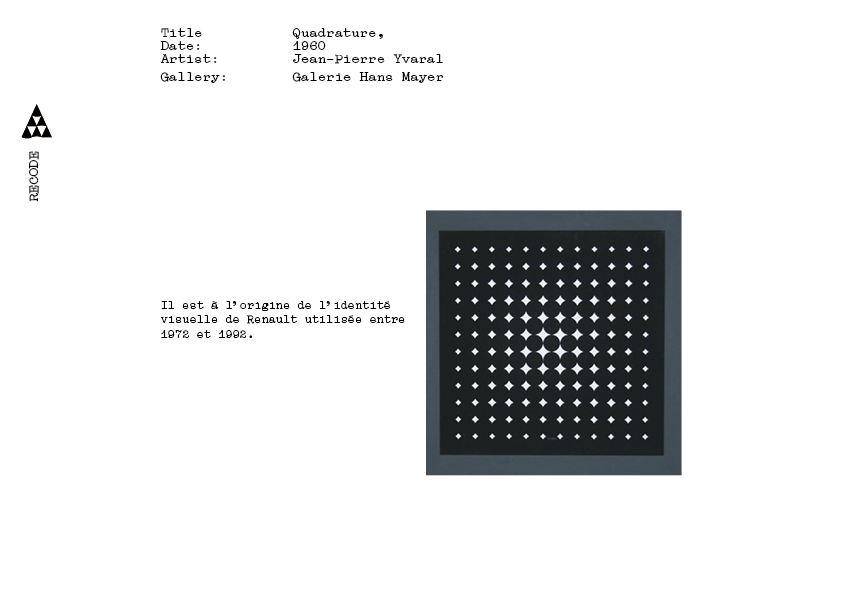 Title Quadrature,
Date: 1960
Artist: Jean-Pierre Yvaral
Gallery: Galerie Hans Mayer
RECODE
Il est à l'origine de l'identité
visuelle de Renault utilisée entre
1972 et 1992.